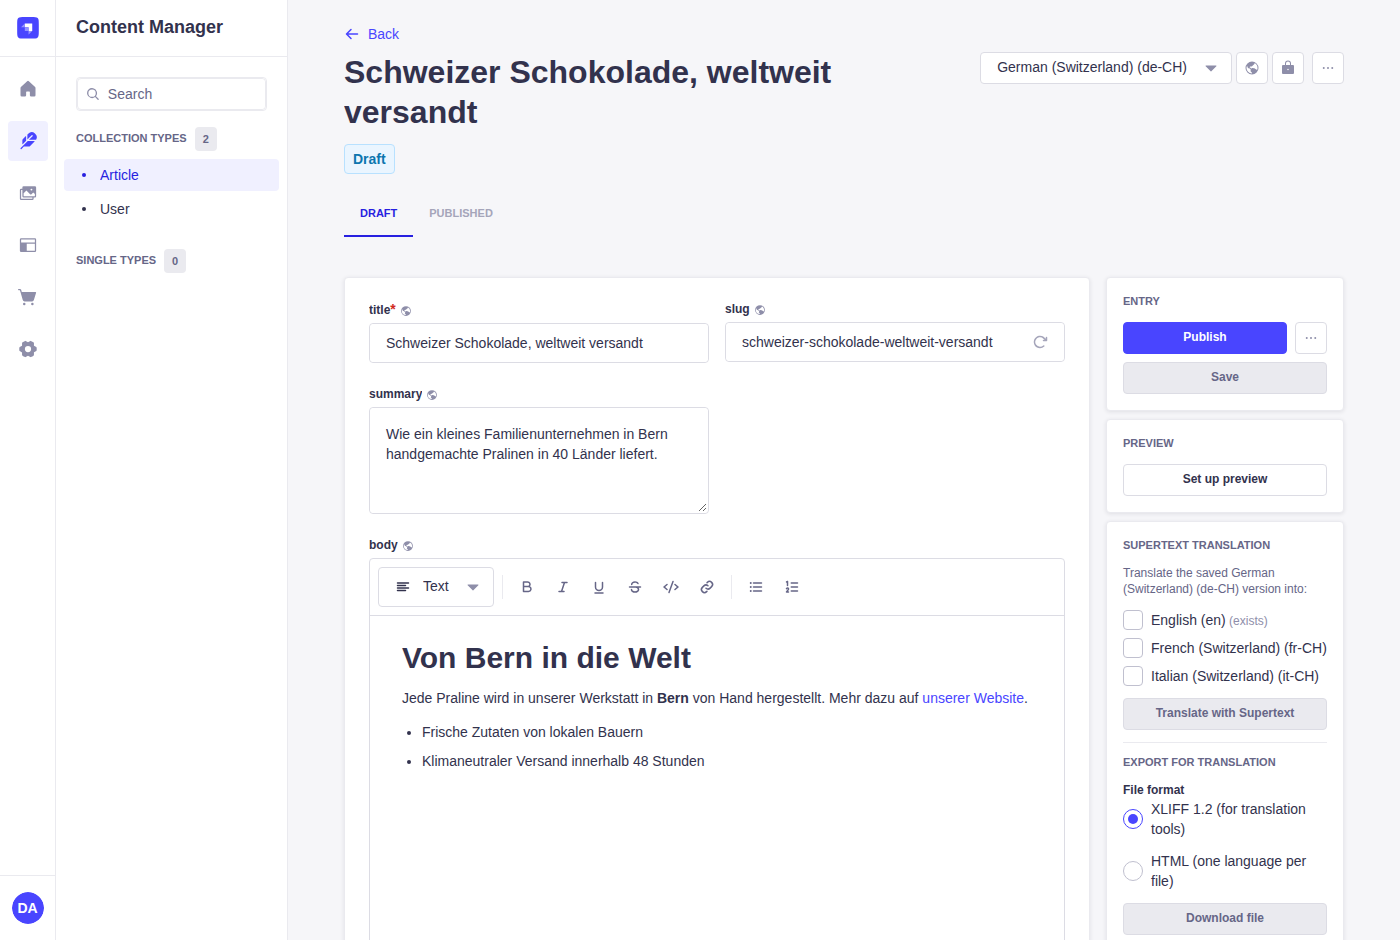 Content Manager
Search
COLLECTION TYPES 2
Article
User
SINGLE TYPES 0
DA
Back
Schweizer Schokolade, weltweit
versandt
German (Switzerland) (de-CH)
Draft
DRAFT
PUBLISHED
title*
Schweizer Schokolade, weltweit versandt
slug
schweizer-schokolade-weltweit-versandt
summary
Wie ein kleines Familienunternehmen in Bern
handgemachte Pralinen in 40 Länder liefert.
body
Text
Von Bern in die Welt
Jede Praline wird in unserer Werkstatt in Bern von Hand hergestellt. Mehr dazu auf unserer Website.
Frische Zutaten von lokalen Bauern
Klimaneutraler Versand innerhalb 48 Stunden
ENTRY
Publish
Save
PREVIEW
Set up preview
SUPERTEXT TRANSLATION
Translate the saved German
(Switzerland) (de-CH) version into:
English (en) (exists)
French (Switzerland) (fr-CH)
Italian (Switzerland) (it-CH)
Translate with Supertext
EXPORT FOR TRANSLATION
File format
XLIFF 1.2 (for translation
tools)
HTML (one language per
file)
Download file